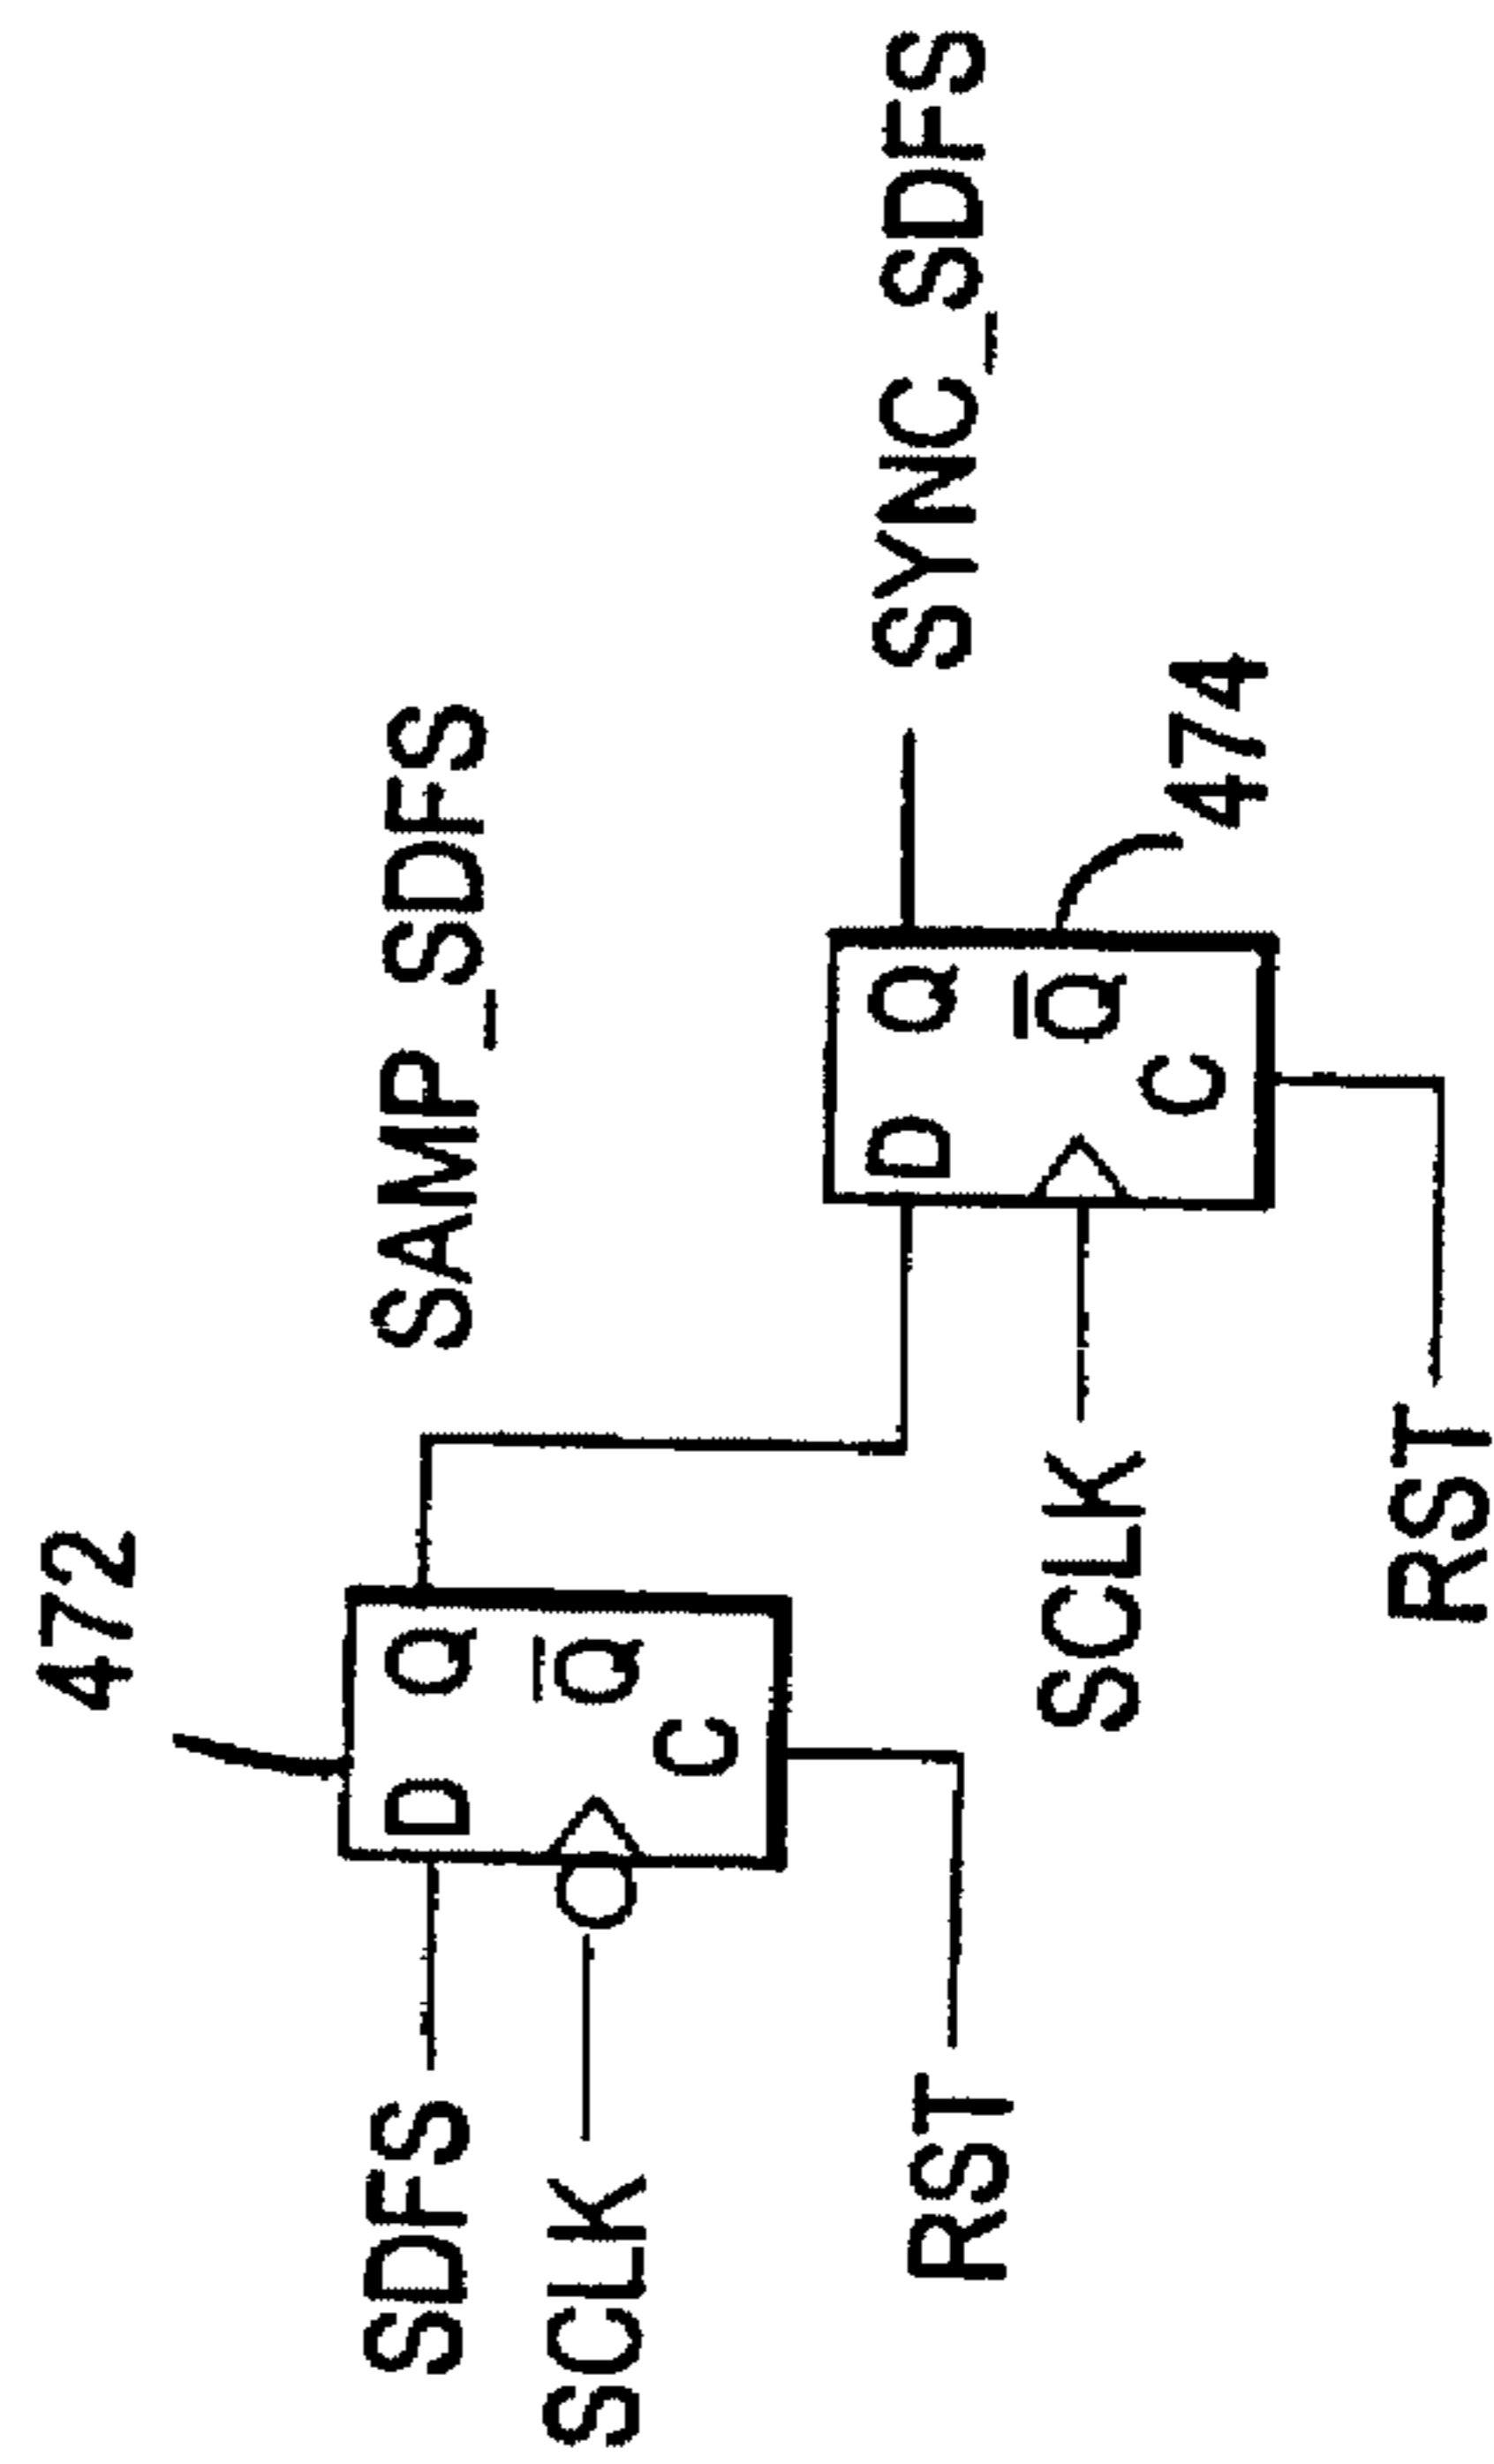 472
SAMP_SDFS
SDFS
D Q
SCLK
Q̅
C
RST
SYNC_SDFS
D Q
SCLK
Q̅
474
C
RST